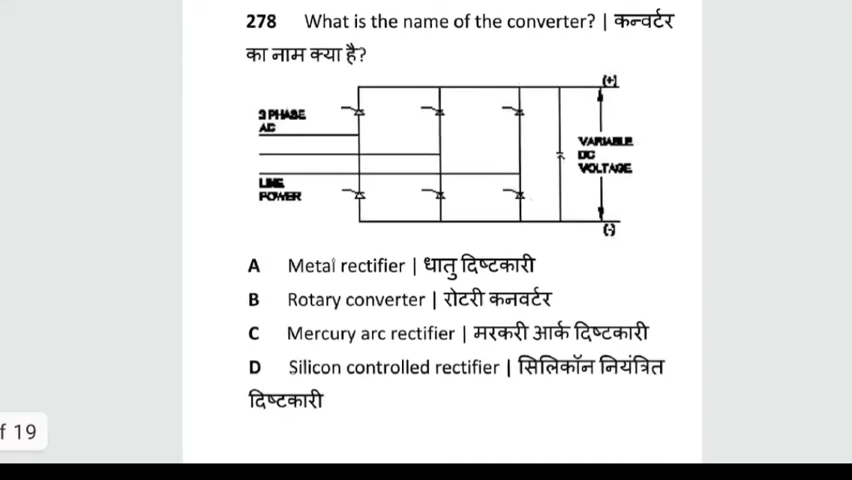 278 What is the name of the converter? | कन्वर्टर
का नाम क्या है?
(+)
3 PHASE
AC
VARIABLE
DC
VOLTAGE
LINE
POWER
(-)
A Metal rectifier | धातु दिष्टकारी
B Rotary converter | रोटरी कनवर्टर
C Mercury arc rectifier | मरकरी आर्क दिष्टकारी
D Silicon controlled rectifier | सिलिकॉन नियंत्रित
दिष्टकारी
f 19